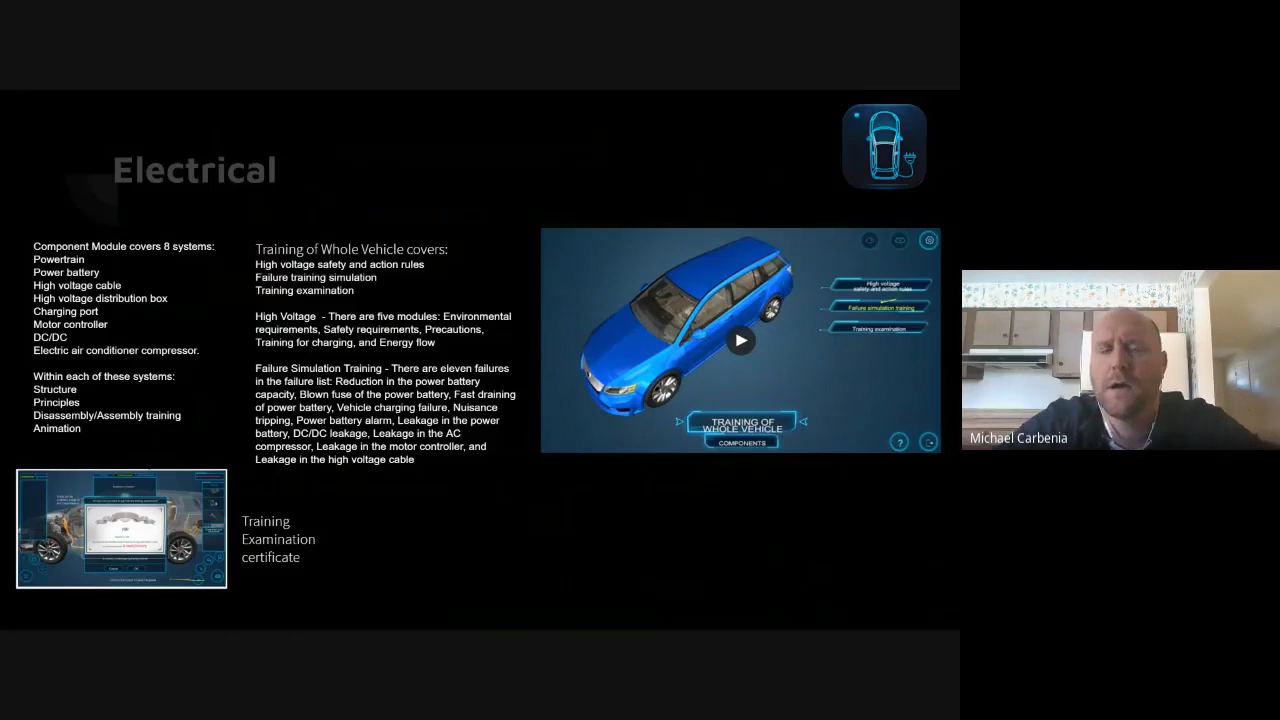 Electrical
Component Module covers 8 systems:
Powertrain
Power battery
High voltage cable
High voltage distribution box
Charging port
Motor controller
DC/DC
Electric air conditioner compressor.
Within each of these systems:
Structure
Principles
Disassembly/Assembly training
Animation
Training of Whole Vehicle covers:
High voltage safety and action rules
Failure training simulation
Training examination
High Voltage - There are five modules: Environmental
requirements, Safety requirements, Precautions,
Training for charging, and Energy flow
Failure Simulation Training - There are eleven failures
in the failure list: Reduction in the power battery
capacity, Blown fuse of the power battery, Fast draining
of power battery, Vehicle charging failure, Nuisance
tripping, Power battery alarm, Leakage in the power
battery, DC/DC leakage, Leakage in the AC
compressor, Leakage in the motor controller, and
Leakage in the high voltage cable
High voltage
safety and action rules
Failure simulation training
Training examination
TRAINING OF
WHOLE VEHICLE
COMPONENTS
?
Training
Examination
certificate
Michael Carbenia